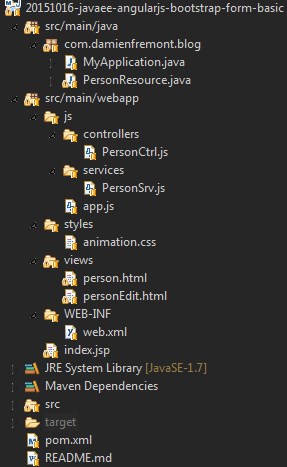 20151016-javaee-angularjs-bootstrap-form-basic
src/main/java
com.damienfremont.blog
MyApplication.java
PersonResource.java
src/main/webapp
js
controllers
PersonCtrl.js
services
PersonSrv.js
app.js
styles
animation.css
views
person.html
personEdit.html
WEB-INF
web.xml
index.jsp
JRE System Library [JavaSE-1.7]
Maven Dependencies
src
target
pom.xml
README.md